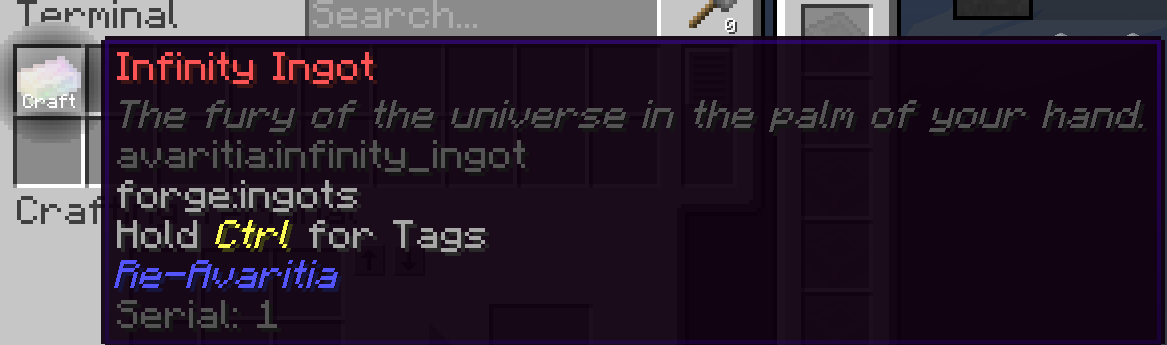 Terminal
Search...
0
Craft
Infinity Ingot
The fury of the universe in the palm of your hand.
avaritia:infinity_ingot
forge:ingots
Hold Ctrl for Tags
Re-Avaritia
Serial: 1
Craf